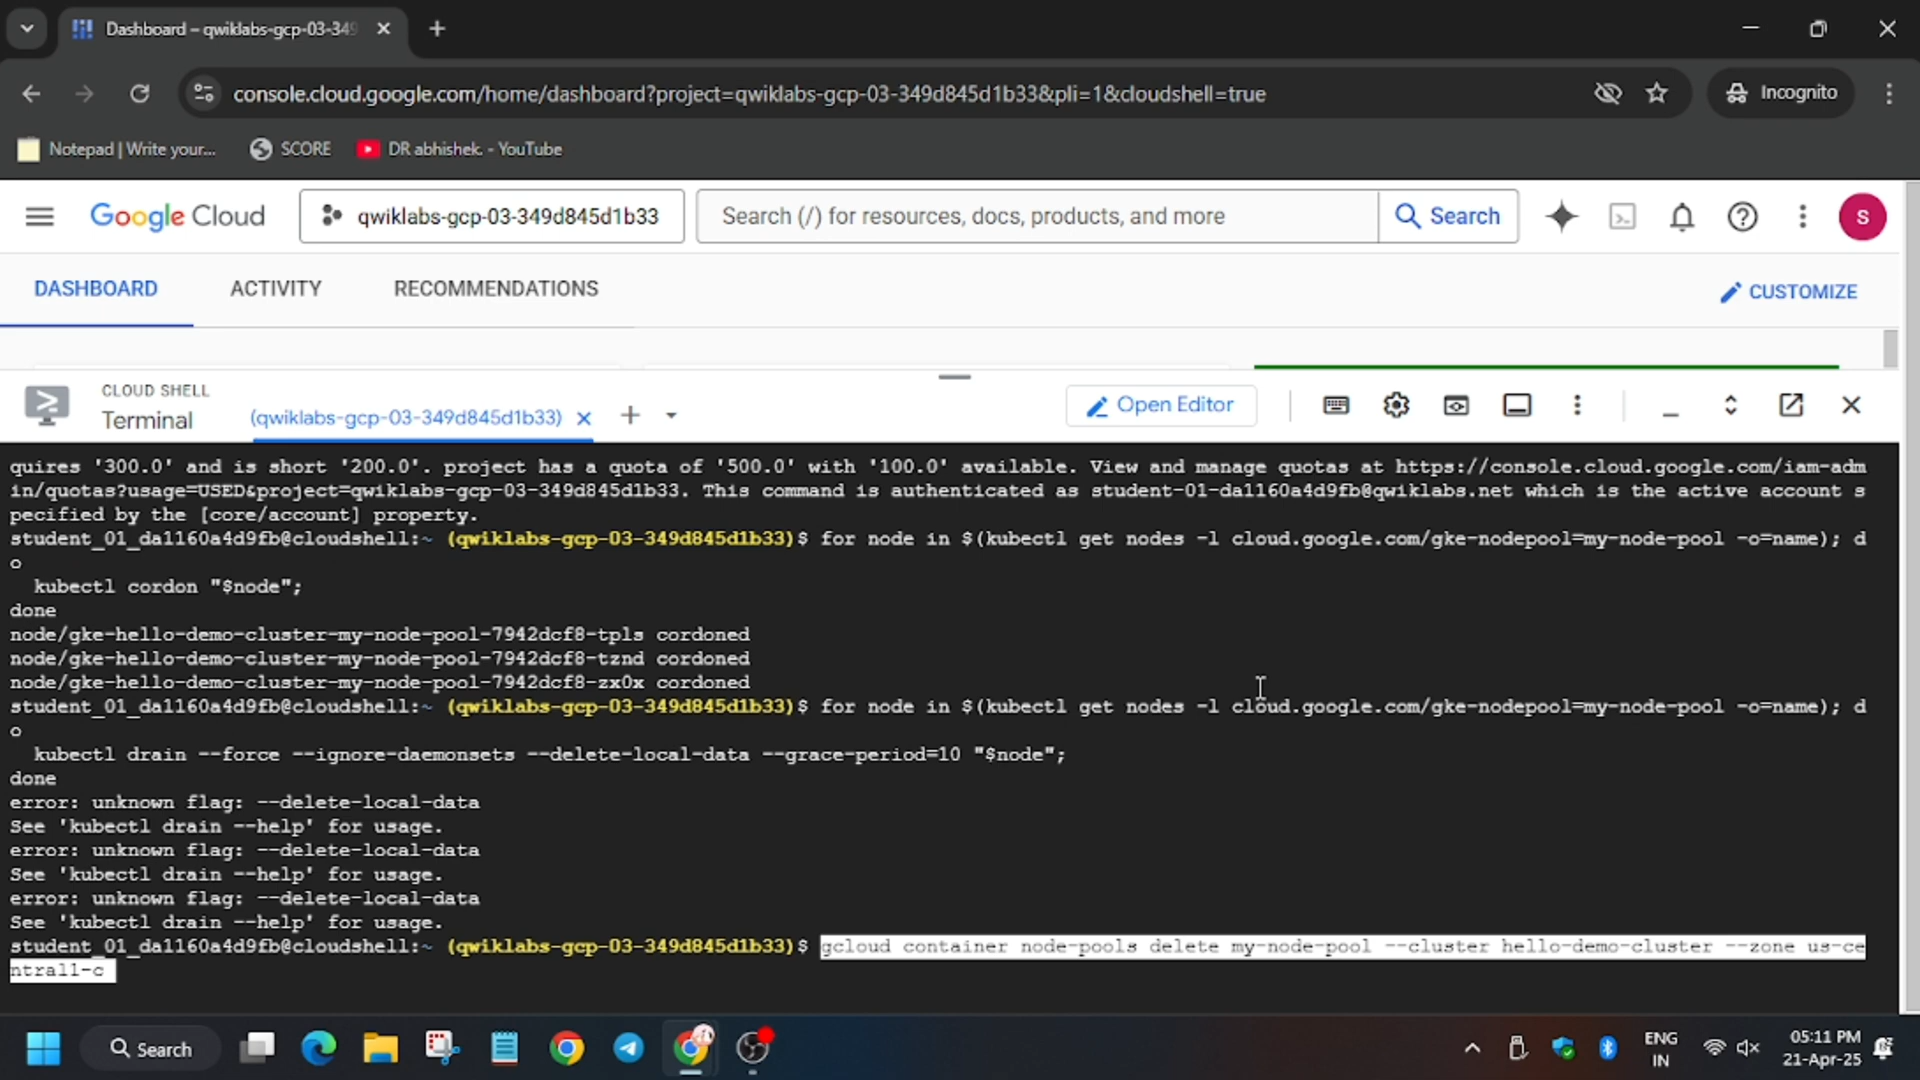 Dashboard – qwiklabs-gcp-03-349
console.cloud.google.com/home/dashboard?project=qwiklabs-gcp-03-349d845d1b33&pli=1&cloudshell=true
Incognito
Notepad | Write your...
SCORE
DR abhishek. - YouTube
Google Cloud
qwiklabs-gcp-03-349d845d1b33
Search (/) for resources, docs, products, and more
Search
S
DASHBOARD
ACTIVITY
RECOMMENDATIONS
CUSTOMIZE
CLOUD SHELL
Terminal
(qwiklabs-gcp-03-349d845d1b33)
Open Editor
quires '300.0' and is short '200.0'. project has a quota of '500.0' with '100.0' available. View and manage quotas at https://console.cloud.google.com/iam-adm
in/quotas?usage=USED&project=qwiklabs-gcp-03-349d845d1b33. This command is authenticated as student-01-da1160a4d9fb@qwiklabs.net which is the active account s
pecified by the [core/account] property.
student_01_da1160a4d9fb@cloudshell:~ (qwiklabs-gcp-03-349d845d1b33)$ for node in $(kubectl get nodes -l cloud.google.com/gke-nodepool=my-node-pool -o=name); d
o
kubectl cordon "$node";
done
node/gke-hello-demo-cluster-my-node-pool-7942dcf8-tpls cordoned
node/gke-hello-demo-cluster-my-node-pool-7942dcf8-tznd cordoned
node/gke-hello-demo-cluster-my-node-pool-7942dcf8-zx0x cordoned
student_01_da1160a4d9fb@cloudshell:~ (qwiklabs-gcp-03-349d845d1b33)$ for node in $(kubectl get nodes -l cloud.google.com/gke-nodepool=my-node-pool -o=name); d
o
kubectl drain --force --ignore-daemonsets --delete-local-data --grace-period=10 "$node";
done
error: unknown flag: --delete-local-data
See 'kubectl drain --help' for usage.
error: unknown flag: --delete-local-data
See 'kubectl drain --help' for usage.
error: unknown flag: --delete-local-data
See 'kubectl drain --help' for usage.
student_01_da1160a4d9fb@cloudshell:~ (qwiklabs-gcp-03-349d845d1b33)$ gcloud container node-pools delete my-node-pool --cluster hello-demo-cluster --zone us-ce
ntral1-c
Search
ENG
IN
05:11 PM
21-Apr-25